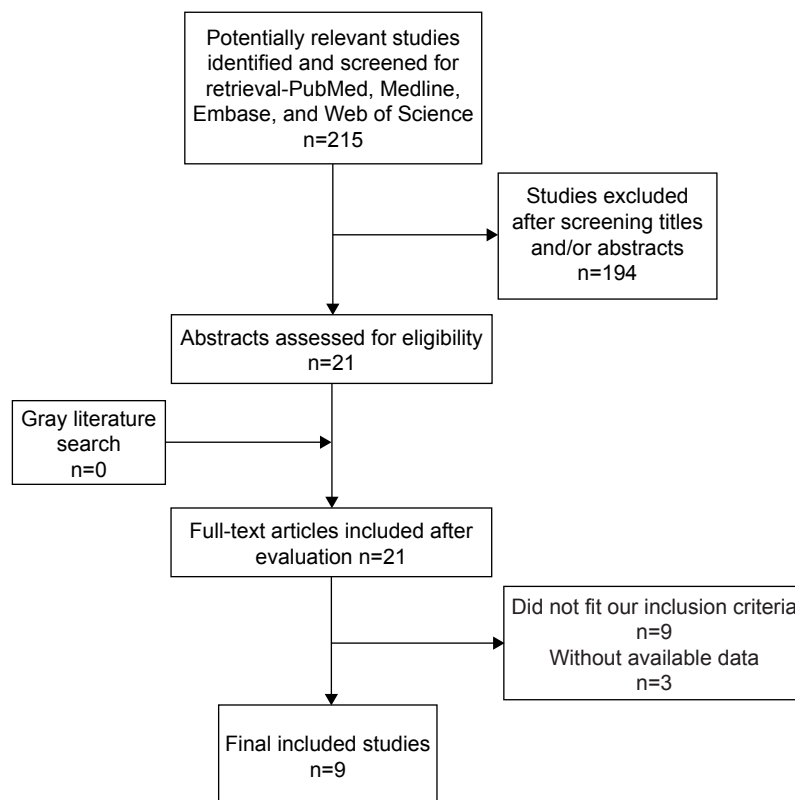 Potentially relevant studies
identified and screened for
retrieval-PubMed, Medline,
Embase, and Web of Science
n=215
Studies excluded
after screening titles
and/or abstracts
n=194
Abstracts assessed for eligibility
n=21
Gray literature
search
n=0
Full-text articles included after
evaluation n=21
Did not fit our inclusion criteria
n=9
Without available data
n=3
Final included studies
n=9